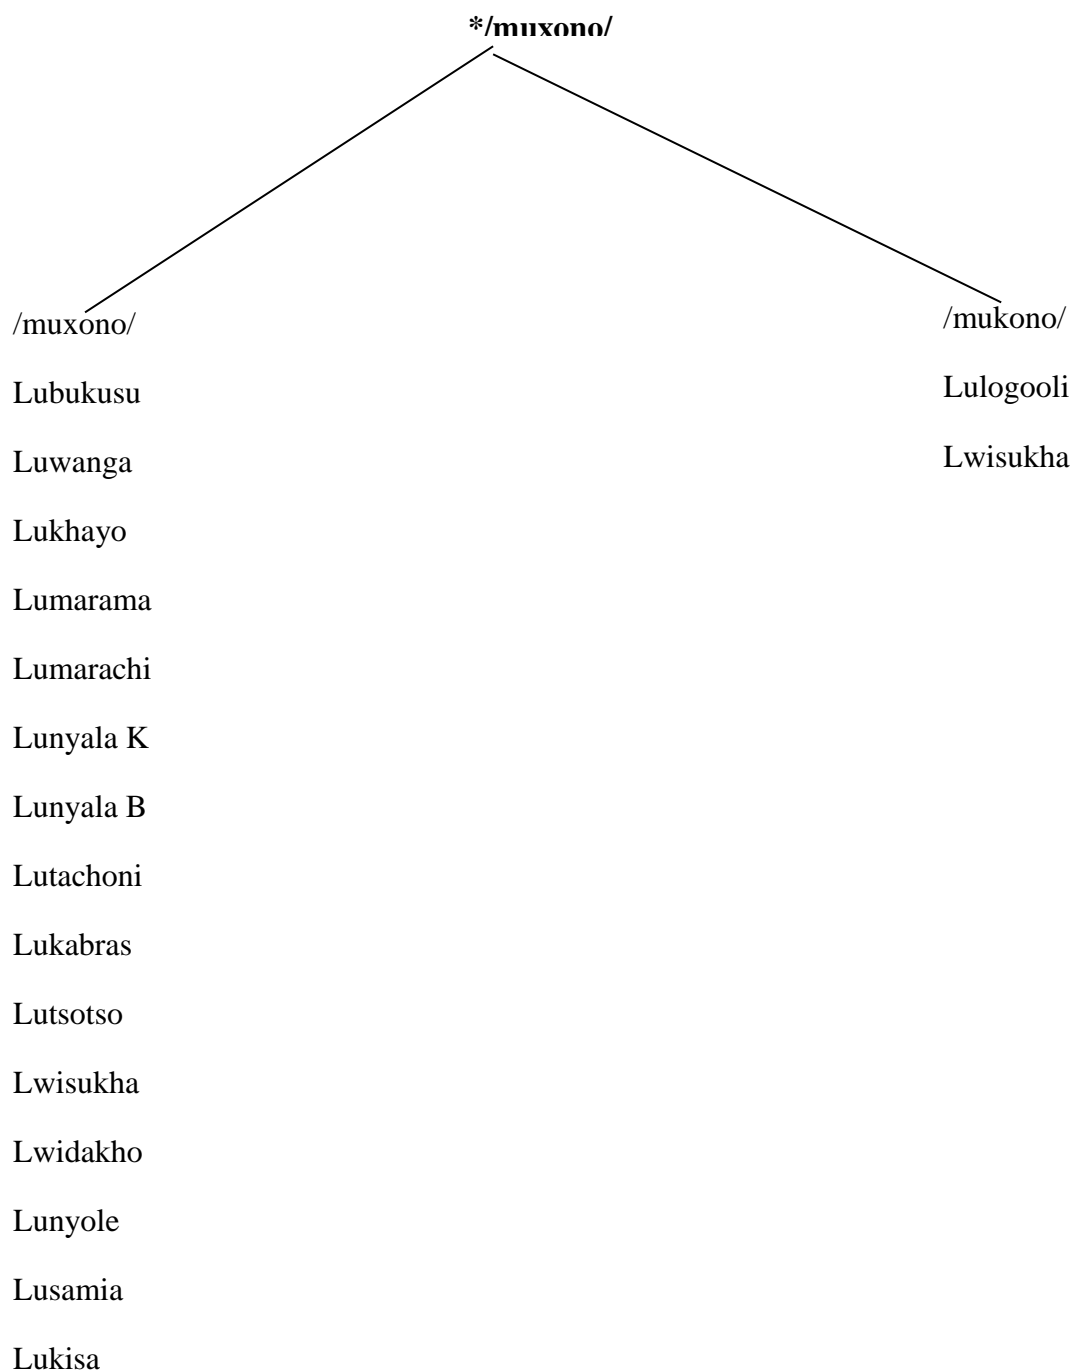 */muxono/
/muxono/
Lubukusu
Luwanga
Lukhayo
Lumarama
Lumarachi
Lunyala K
Lunyala B
Lutachoni
Lukabras
Lutsotso
Lwisukha
Lwidakho
Lunyole
Lusamia
Lukisa
/mukono/
Lulogooli
Lwisukha